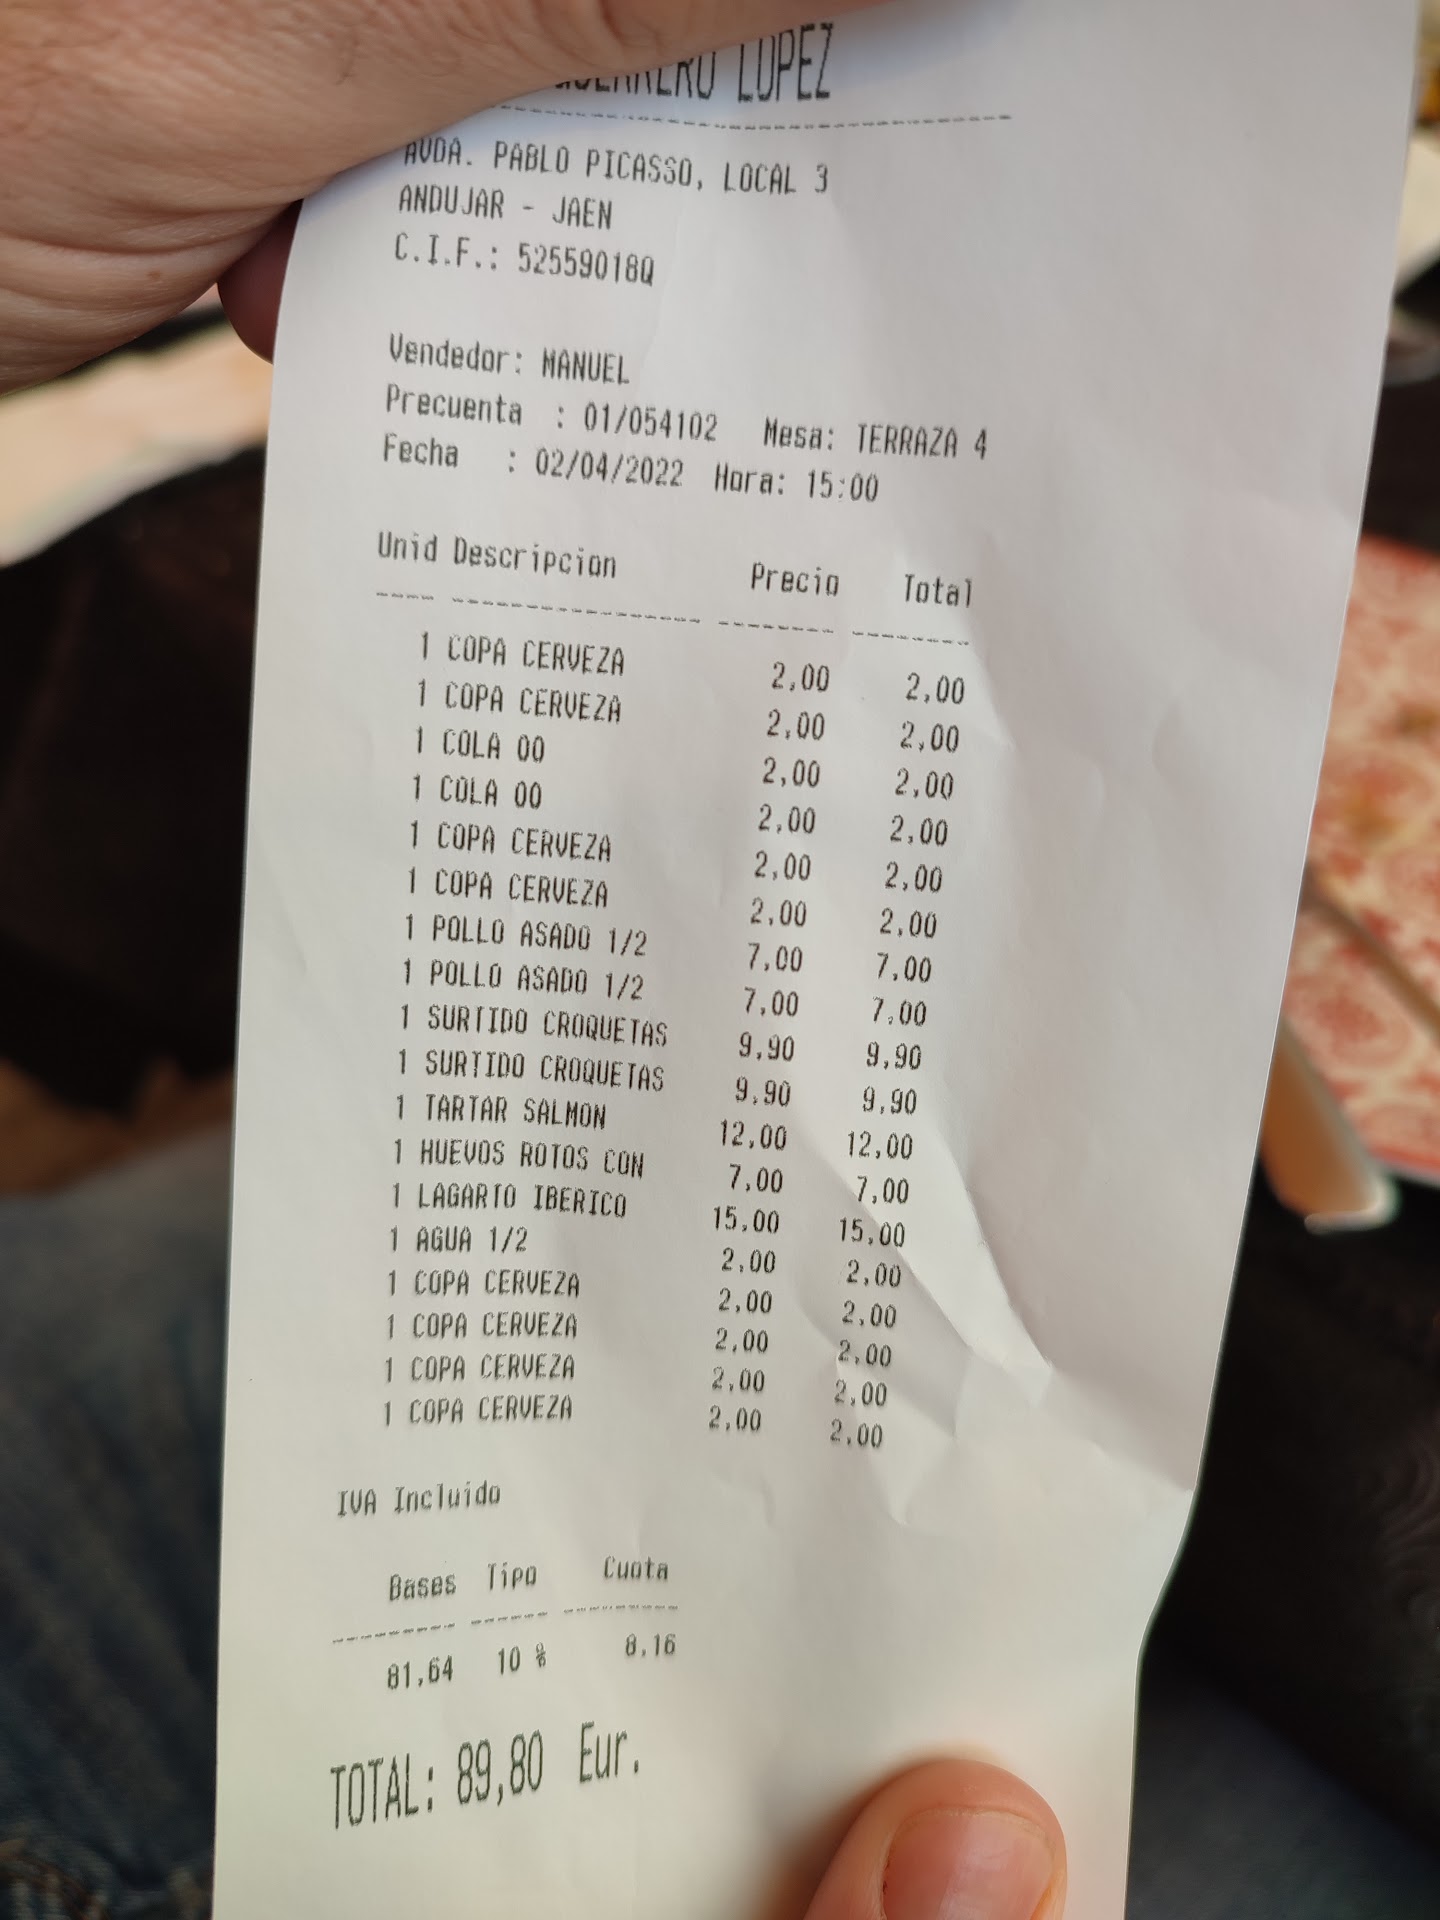 LOPEZ
AVDA. PABLO PICASSO, LOCAL 3
ANDUJAR - JAEN
C.I.F.: 52559018Q
Vendedor: MANUEL
Precuenta : 01/054102 Mesa: TERRAZA 4
Fecha : 02/04/2022 Hora: 15:00
Unid Descripcion Precio Total
1 COPA CERVEZA 2,00 2,00
1 COPA CERVEZA 2,00 2,00
1 COLA 00 2,00 2,00
1 COLA 00 2,00 2,00
1 COPA CERVEZA 2,00 2,00
1 COPA CERVEZA 2,00 2,00
1 POLLO ASADO 1/2 7,00 7,00
1 POLLO ASADO 1/2 7,00 7,00
1 SURTIDO CROQUETAS 9,90 9,90
1 SURTIDO CROQUETAS 9,90 9,90
1 TARTAR SALMON 12,00 12,00
1 HUEVOS ROTOS CON 7,00 7,00
1 LAGARTO IBERICO 15,00 15,00
1 AGUA 1/2 2,00 2,00
1 COPA CERVEZA 2,00 2,00
1 COPA CERVEZA 2,00 2,00
1 COPA CERVEZA 2,00 2,00
1 COPA CERVEZA 2,00 2,00
IVA Incluido
Bases Tipo Cuota
81,64 10 % 8,16
TOTAL: 89,80 Eur.